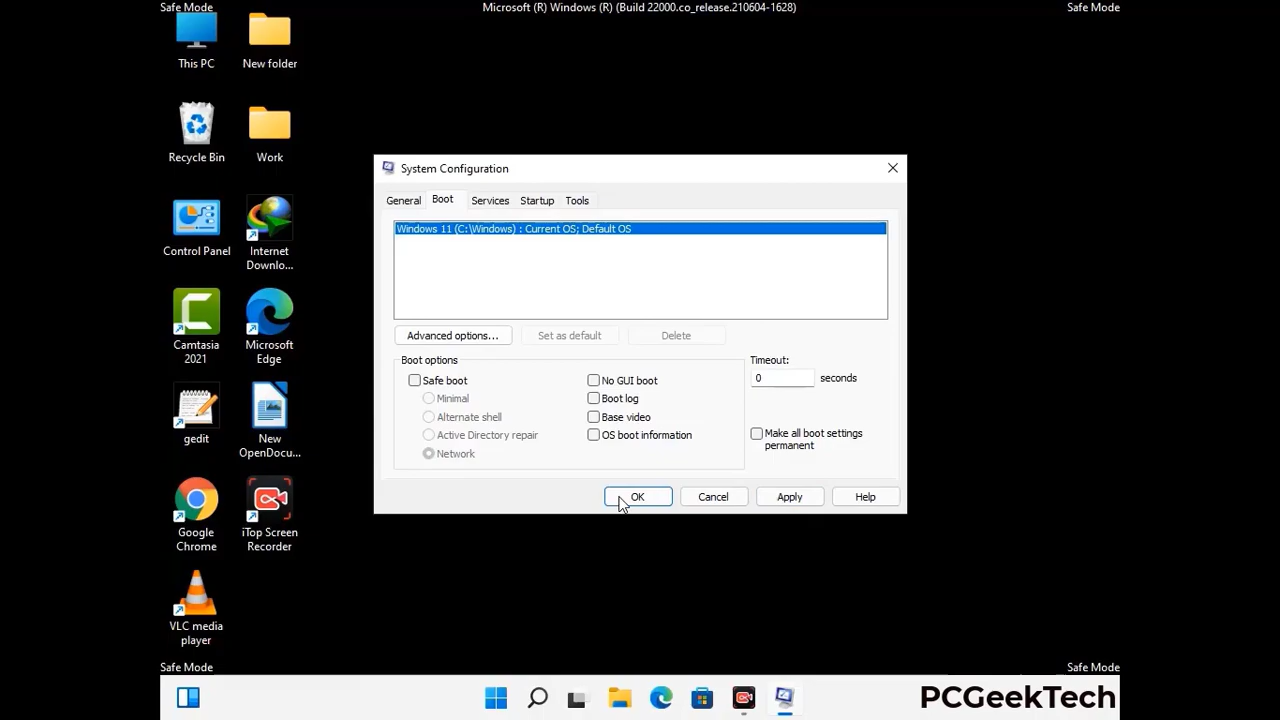 Safe Mode
Microsoft (R) Windows (R) (Build 22000.co_release.210604-1628)
Safe Mode
This PC
New folder
Recycle Bin
Work
Control Panel
Internet
Downlo...
Camtasia
2021
Microsoft
Edge
gedit
New
OpenDocu...
Google
Chrome
iTop Screen
Recorder
VLC media
player
System Configuration
General
Boot
Services
Startup
Tools
Windows 11 (C:\Windows) : Current OS; Default OS
Advanced options...
Set as default
Delete
Boot options
Safe boot
Minimal
Alternate shell
Active Directory repair
Network
No GUI boot
Boot log
Base video
OS boot information
Timeout:
0 seconds
Make all boot settings
permanent
OK
Cancel
Apply
Help
Safe Mode
Safe Mode
PCGeekTech